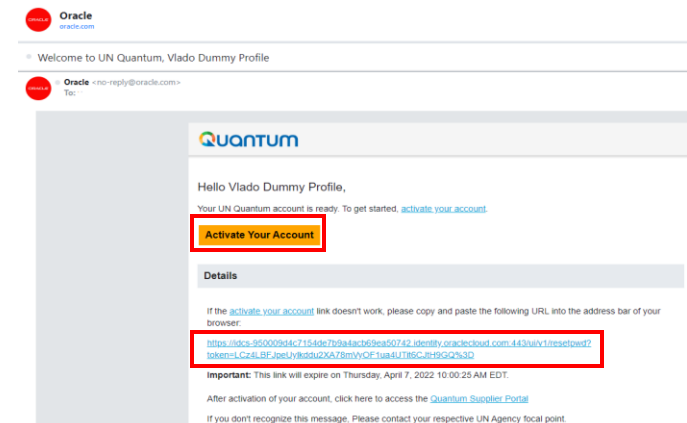 Oracle
oracle.com
Welcome to UN Quantum, Vlado Dummy Profile
Oracle <no-reply@oracle.com>
To:
Quantum
Hello Vlado Dummy Profile,
Your UN Quantum account is ready. To get started, activate your account.
Activate Your Account
Details
If the activate your account link doesn't work, please copy and paste the following URL into the address bar of your
browser:
https://idcs-950009d4c7154de7b9a4acb69ea50742.identity.oraclecloud.com:443/ui/v1/resetpwd?
Important: This link will expire on Thursday, April 7, 2022 10:00:25 AM EDT.
After activation of your account, click here to access the Quantum Supplier Portal
If you don't recognize this message, Please contact your respective UN Agency focal point.